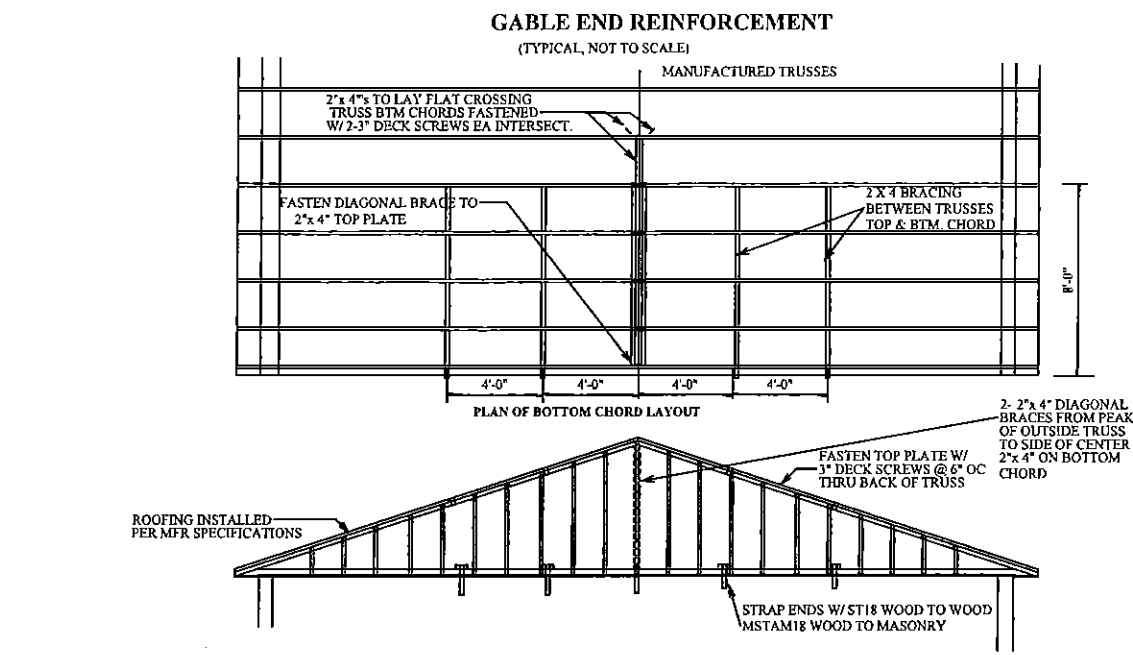 GABLE END REINFORCEMENT
(TYPICAL, NOT TO SCALE)
MANUFACTURED TRUSSES
2"x 4"'s TO LAY FLAT CROSSING
TRUSS BTM CHORDS FASTENED
W/ 2-3" DECK SCREWS EA INTERSECT.
FASTEN DIAGONAL BRACE TO
2"x 4" TOP PLATE
2 X 4 BRACING
BETWEEN TRUSSES
TOP & BTM. CHORD
8'-0"
4'-0"
4'-0"
4'-0"
4'-0"
PLAN OF BOTTOM CHORD LAYOUT
2- 2"x 4" DIAGONAL
BRACES FROM PEAK
OF OUTSIDE TRUSS
TO SIDE OF CENTER
2"x 4" ON BOTTOM
CHORD
FASTEN TOP PLATE W/
3" DECK SCREWS @ 6" OC
THRU BACK OF TRUSS
ROOFING INSTALLED
PER MFR SPECIFICATIONS
STRAP ENDS W/ ST18 WOOD TO WOOD
MSTAM18 WOOD TO MASONRY